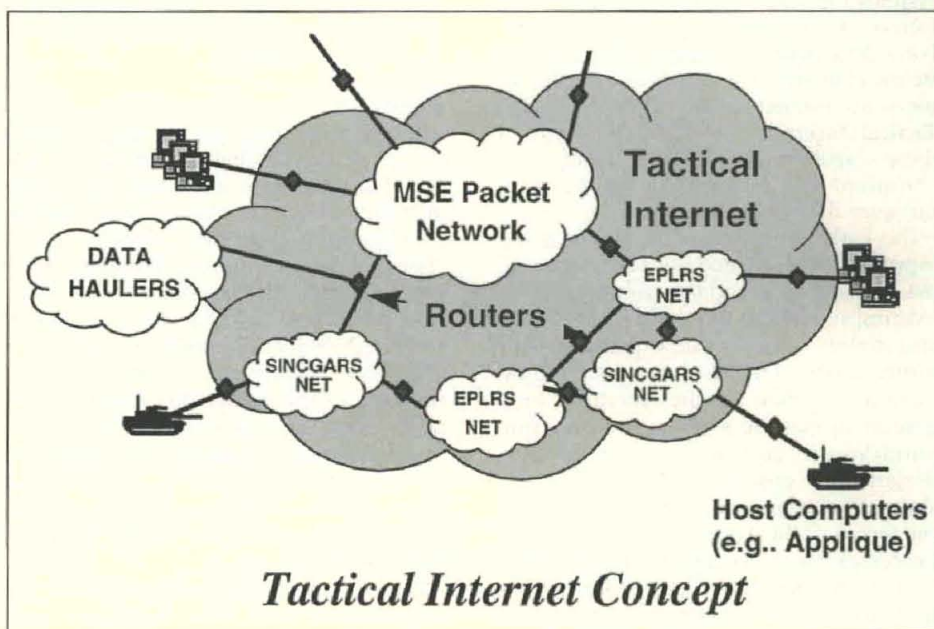 Tactical
Internet
MSE Packet
Network
DATA
HAULERS
EPLRS
NET
Routers
SINCGARS
NET
SINCGARS
NET
EPLRS
NET
Host Computers
(e.g.. Applique)
Tactical Internet Concept